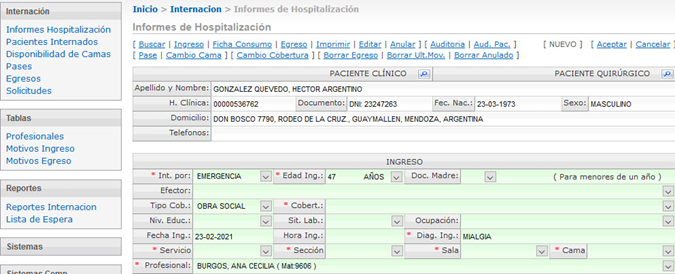 Internación
Informes Hospitalización
Pacientes Internados
Disponibilidad de Camas
Pases
Egresos
Solicitudes
Tablas
Profesionales
Motivos Ingreso
Motivos Egreso
Reportes
Reportes Internacion
Lista de Espera
Sistemas
Sistemas Comp.
Inicio > Internacion > Informes de Hospitalización
Informes de Hospitalización
[ Buscar | Ingreso | Ficha Consumo | Egreso | Imprimir | Editar | Anular ] [ Auditoria | Aud. Pac. ] [ NUEVO ] [ Aceptar | Cancelar ]
[ Pase | Cambio Cama ] [ Cambio Cobertura ] [ Borrar Egreso | Borrar Ult.Mov. | Borrar Anulado ]
PACIENTE CLÍNICO PACIENTE QUIRÚRGICO
Apellido y Nombre: GONZALEZ QUEVEDO, HECTOR ARGENTINO
H. Clínica: 00000536762 Documento: DNI: 23247263 Fec. Nac.: 23-03-1973 Sexo: MASCULINO
Domicilio: DON BOSCO 7790, RODEO DE LA CRUZ., GUAYMALLEN, MENDOZA, ARGENTINA
Telefonos:
INGRESO
* Int. por: EMERGENCIA * Edad Ing.: 47 AÑOS Doc. Madre: ( Para menores de un año )
Efector:
Tipo Cob.: OBRA SOCIAL * Cobert.:
Niv. Educ.: Sit. Lab.: Ocupación:
Fecha Ing.: 23-02-2021 Hora Ing.: * Diag. Ing.: MIALGIA
* Servicio * Sección * Sala * Cama
* Profesional: BURGOS, ANA CECILIA ( Mat:9606 )